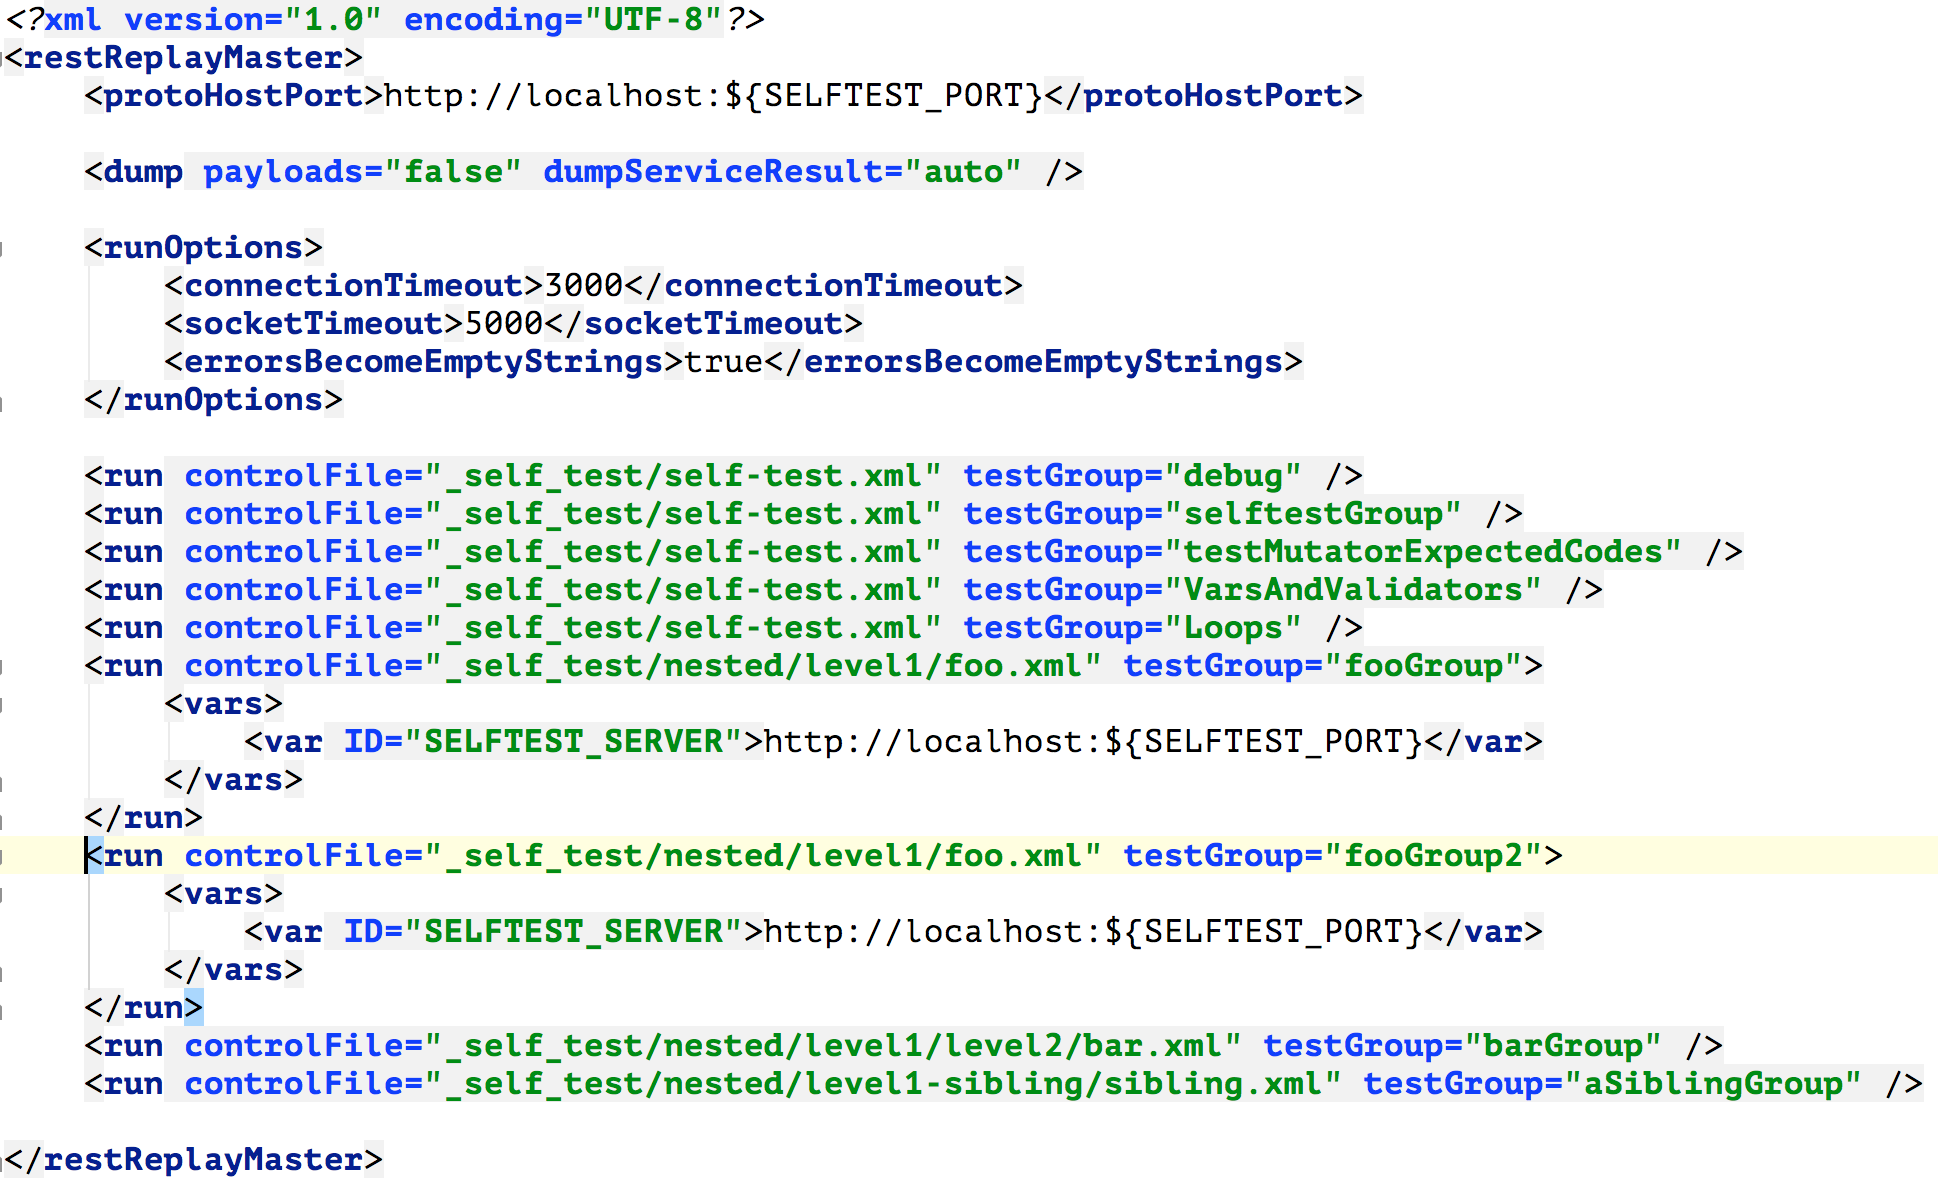 <?xml version="1.0" encoding="UTF-8"?>
<restReplayMaster>
    <protoHostPort>http://localhost:${SELFTEST_PORT}</protoHostPort>
    <dump payloads="false" dumpServiceResult="auto" />
    <runOptions>
        <connectionTimeout>3000</connectionTimeout>
        <socketTimeout>5000</socketTimeout>
        <errorsBecomeEmptyStrings>true</errorsBecomeEmptyStrings>
    </runOptions>
    <run controlFile="_self_test/self-test.xml" testGroup="debug" />
    <run controlFile="_self_test/self-test.xml" testGroup="selftestGroup" />
    <run controlFile="_self_test/self-test.xml" testGroup="testMutatorExpectedCodes" />
    <run controlFile="_self_test/self-test.xml" testGroup="VarsAndValidators" />
    <run controlFile="_self_test/self-test.xml" testGroup="Loops" />
    <run controlFile="_self_test/nested/level1/foo.xml" testGroup="fooGroup">
        <vars>
            <var ID="SELFTEST_SERVER">http://localhost:${SELFTEST_PORT}</var>
        </vars>
    </run>
    <run controlFile="_self_test/nested/level1/foo.xml" testGroup="fooGroup2">
        <vars>
            <var ID="SELFTEST_SERVER">http://localhost:${SELFTEST_PORT}</var>
        </vars>
    </run>
    <run controlFile="_self_test/nested/level1/level2/bar.xml" testGroup="barGroup" />
    <run controlFile="_self_test/nested/level1-sibling/sibling.xml" testGroup="aSiblingGroup" />
</restReplayMaster>